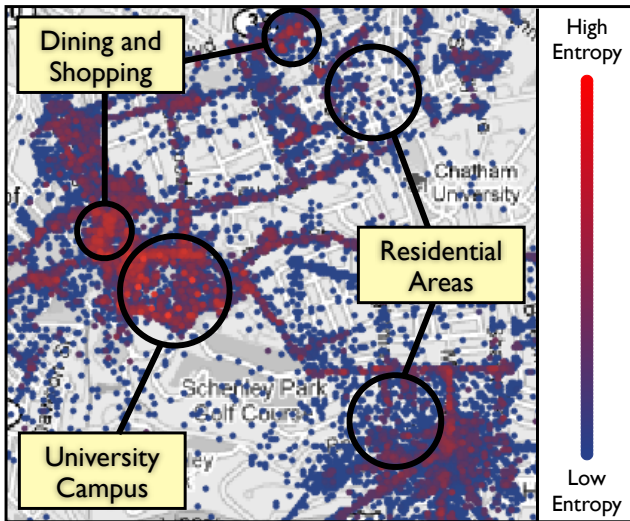 Dining and
Shopping
High
Entropy
Chatham
University
Residential
Areas
Schenley Park
Golf Course
University
Campus
Low
Entropy